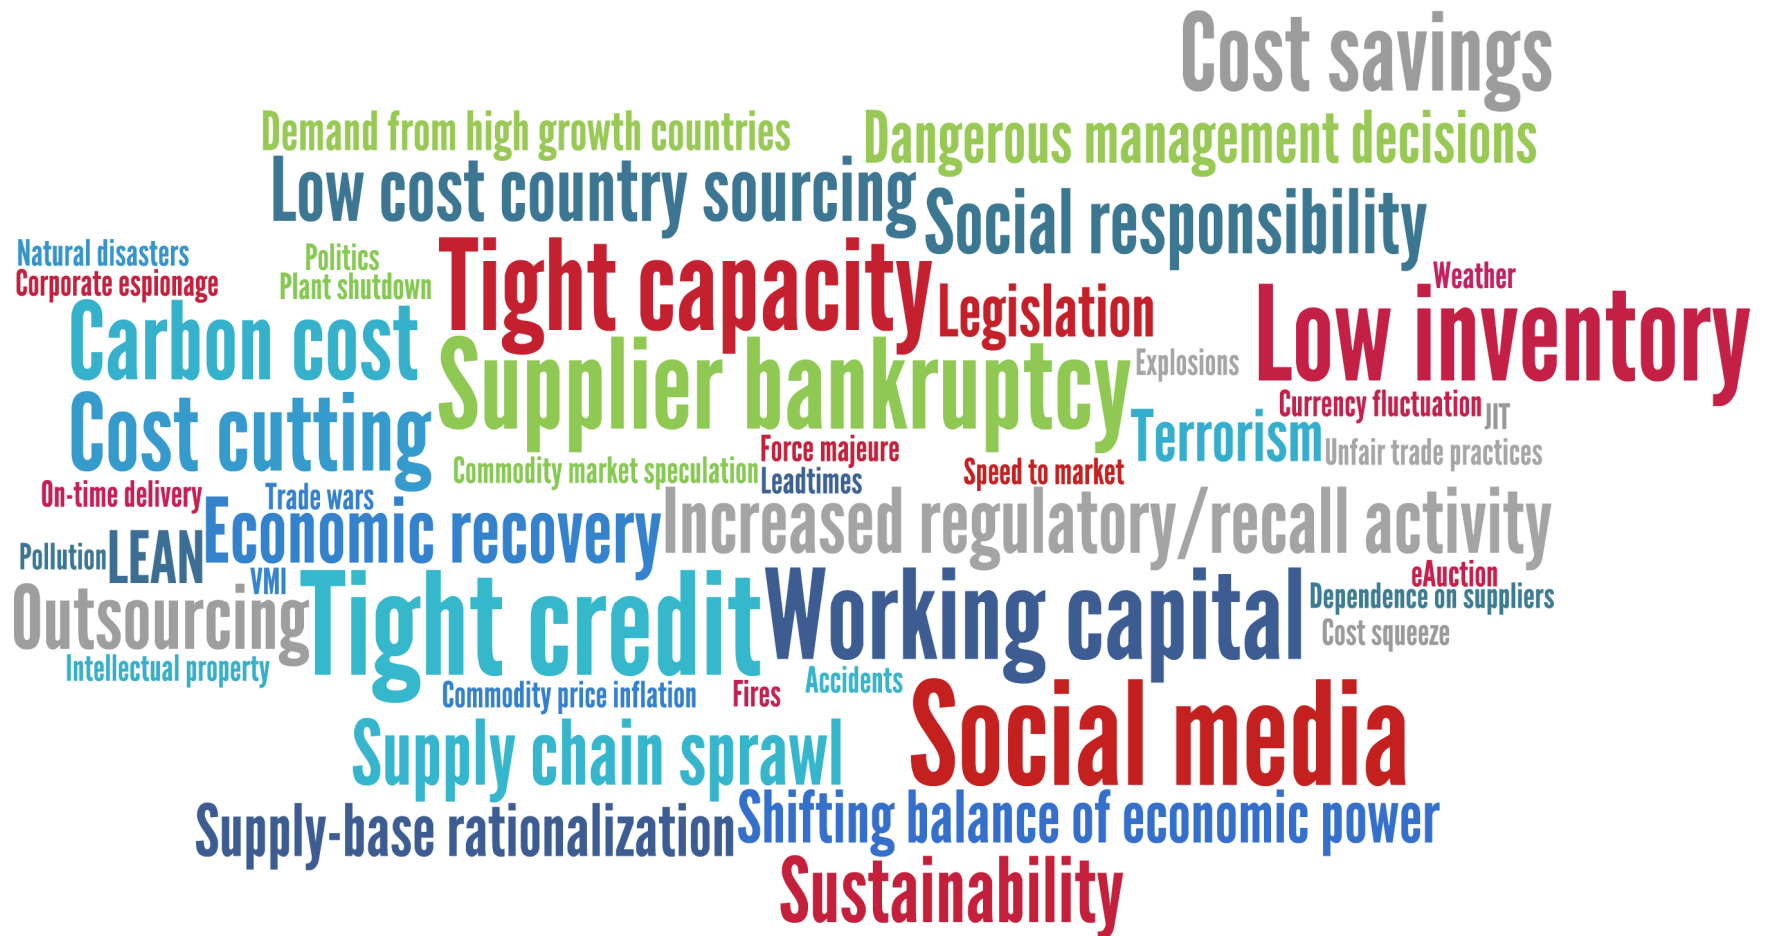 Cost savings
Demand from high growth countries
Dangerous management decisions
Low cost country sourcing
Social responsibility
Natural disasters
Politics
Corporate espionage
Plant shutdown
Tight capacity
Legislation
Weather
Low inventory
Carbon cost
Supplier bankruptcy
Explosions
Cost cutting
Currency fluctuation
JIT
Terrorism
Unfair trade practices
Force majeure
Commodity market speculation
Leadtimes
Speed to market
On-time delivery
Trade wars
Economic recovery
Increased regulatory/recall activity
Pollution
LEAN
VMI
eAuction
Outsourcing
Tight credit
Working capital
Dependence on suppliers
Cost squeeze
Intellectual property
Commodity price inflation
Fires
Accidents
Social media
Supply chain sprawl
Supply-base rationalization
Shifting balance of economic power
Sustainability